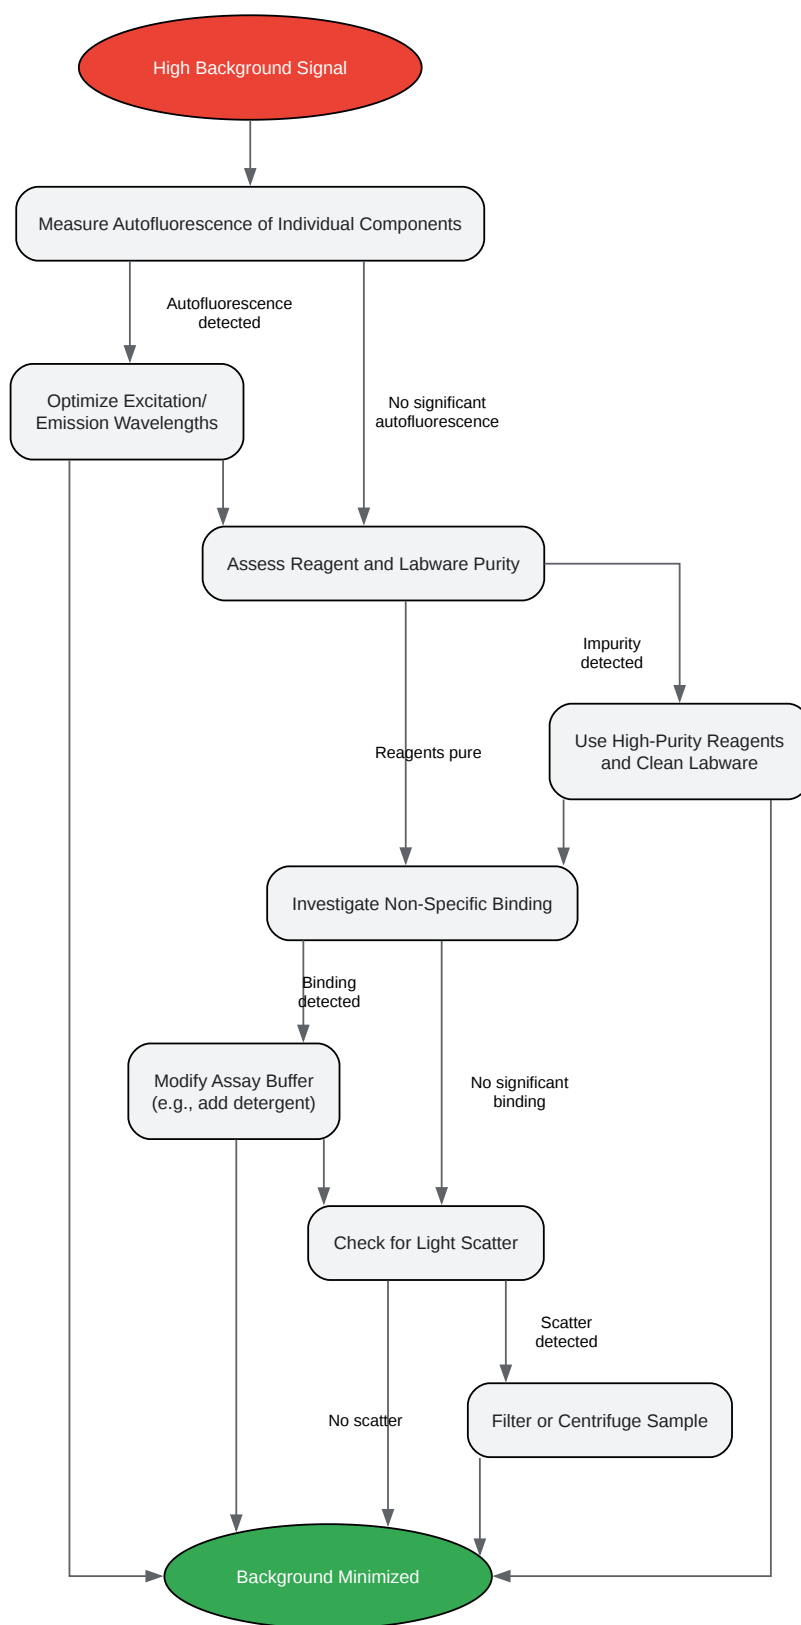 High Background Signal
Measure Autofluorescence of Individual Components
Autofluorescence
detected
Optimize Excitation/
Emission Wavelengths
No significant
autofluorescence
Assess Reagent and Labware Purity
Impurity
detected
Use High-Purity Reagents
and Clean Labware
Reagents pure
Investigate Non-Specific Binding
Binding
detected
Modify Assay Buffer
(e.g., add detergent)
No significant
binding
Check for Light Scatter
Scatter
detected
No scatter
Filter or Centrifuge Sample
Background Minimized